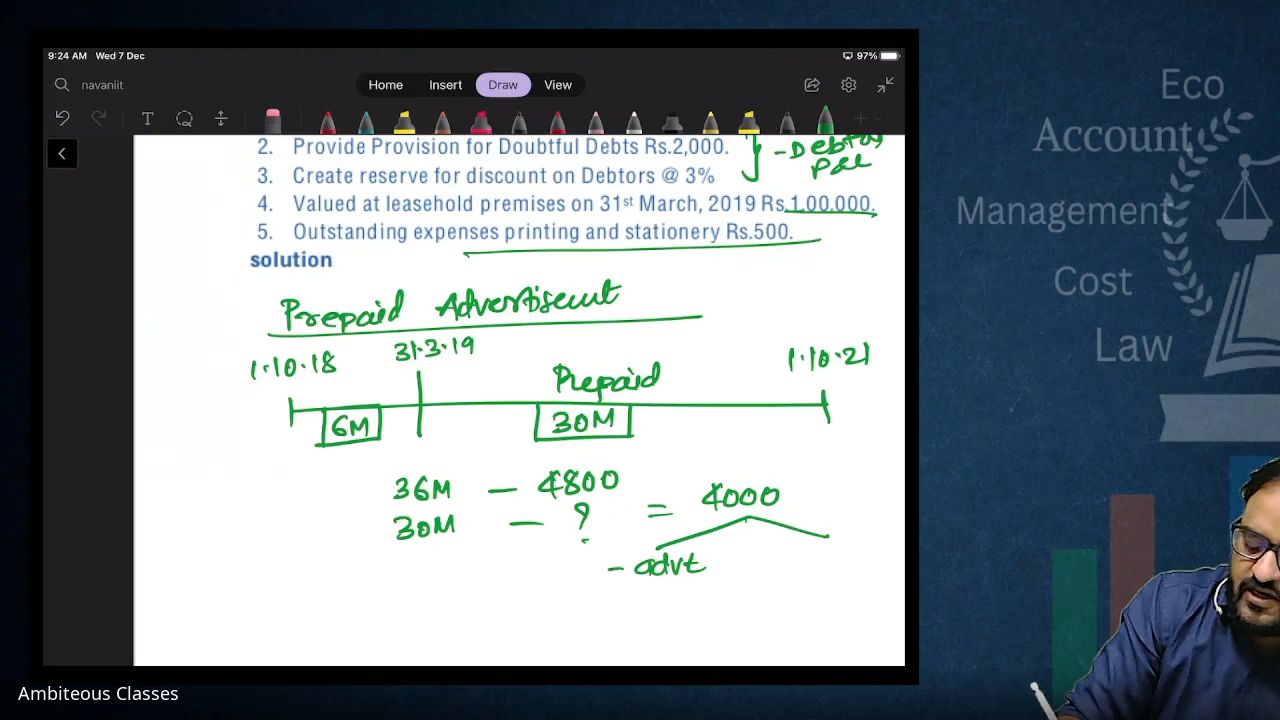 9:24 AM Wed 7 Dec
97%
navaniit
Home Insert Draw View
T
2. Provide Provision for Doubtful Debts Rs.2,000.
- Debtors
P&L
3. Create reserve for discount on Debtors @ 3%
4. Valued at leasehold premises on 31st March, 2019 Rs.1,00,000.
5. Outstanding expenses printing and stationery Rs.500.
solution
Prepaid Advertisemt
1.10.18 31.3.19 1.10.21
Prepaid
6M 30M
36M — 4800
30M — ? = 4000
- advt
Eco
Account
Management
Cost
Law
Ambiteous Classes